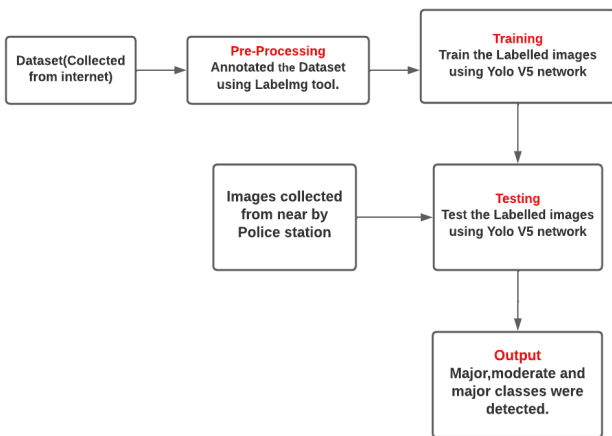 Dataset(Collected
from internet)
Pre-Processing
Annotated the Dataset
using LabeImg tool.
Training
Train the Labelled images
using Yolo V5 network
Images collected
from near by
Police station
Testing
Test the Labelled images
using Yolo V5 network
Output
Major,moderate and
major classes were
detected.